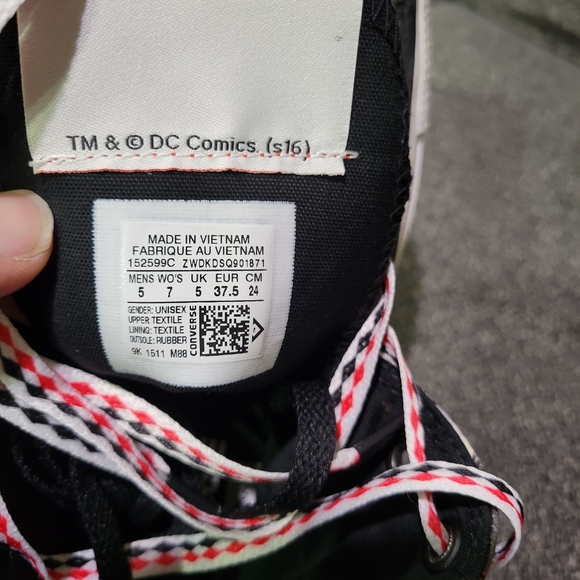 TM & © DC Comics. (s16)
MADE IN VIETNAM
FABRIQUE AU VIETNAM
152599C ZWDKDSQ901871
MENS WO'S UK EUR CM
5 7 5 37.5 24
GENDER: UNISEX
UPPER: TEXTILE
LINING: TEXTILE
OUTSOLE: RUBBER
9K 1511 M88
CONVERSE